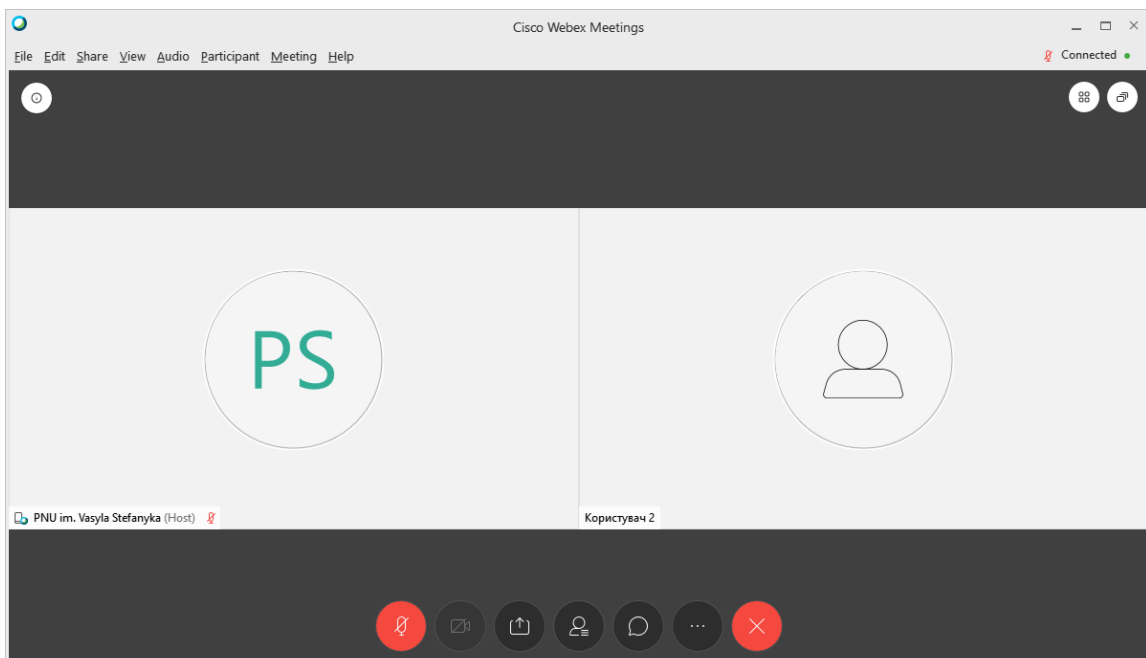 Cisco Webex Meetings
File Edit Share View Audio Participant Meeting Help
Connected
PS
PNU im. Vasyla Stefanyka (Host)
Користувач 2